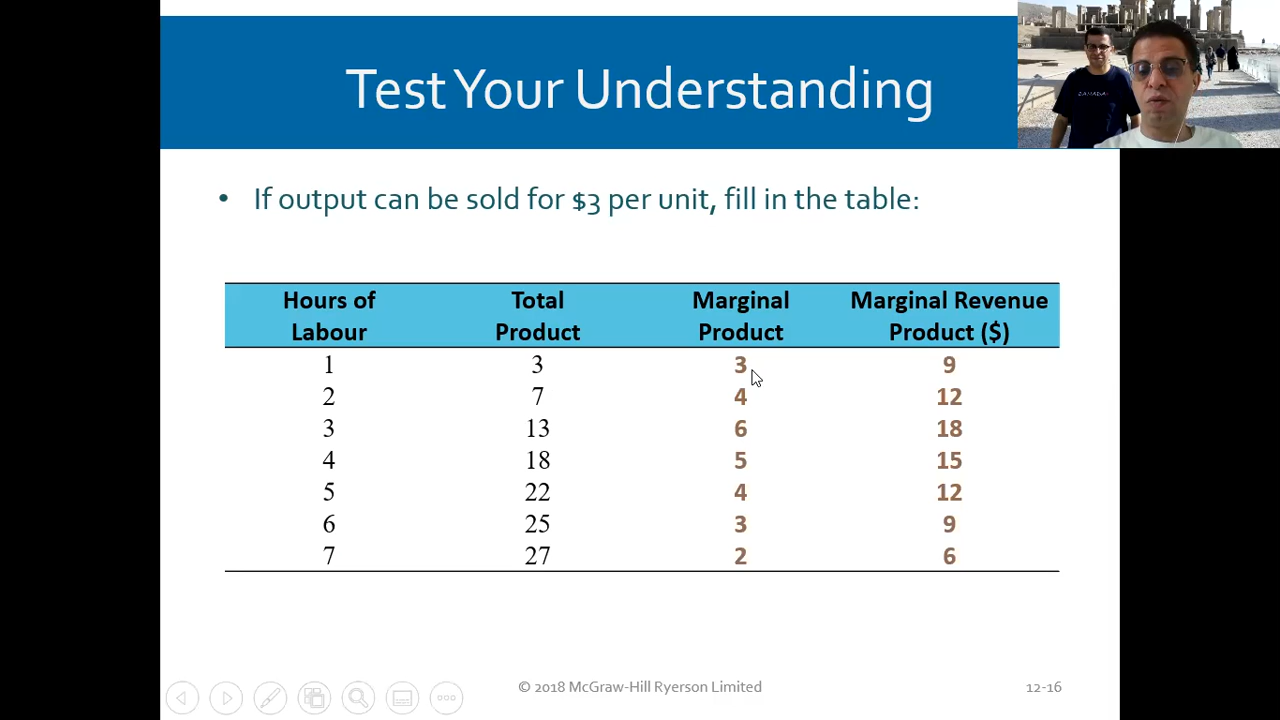 Test Your Understanding
• If output can be sold for $3 per unit, fill in the table:
Hours of Labour Total Product Marginal Product Marginal Revenue Product ($)
1 3 3 9
2 7 4 12
3 13 6 18
4 18 5 15
5 22 4 12
6 25 3 9
7 27 2 6
© 2018 McGraw-Hill Ryerson Limited 12-16